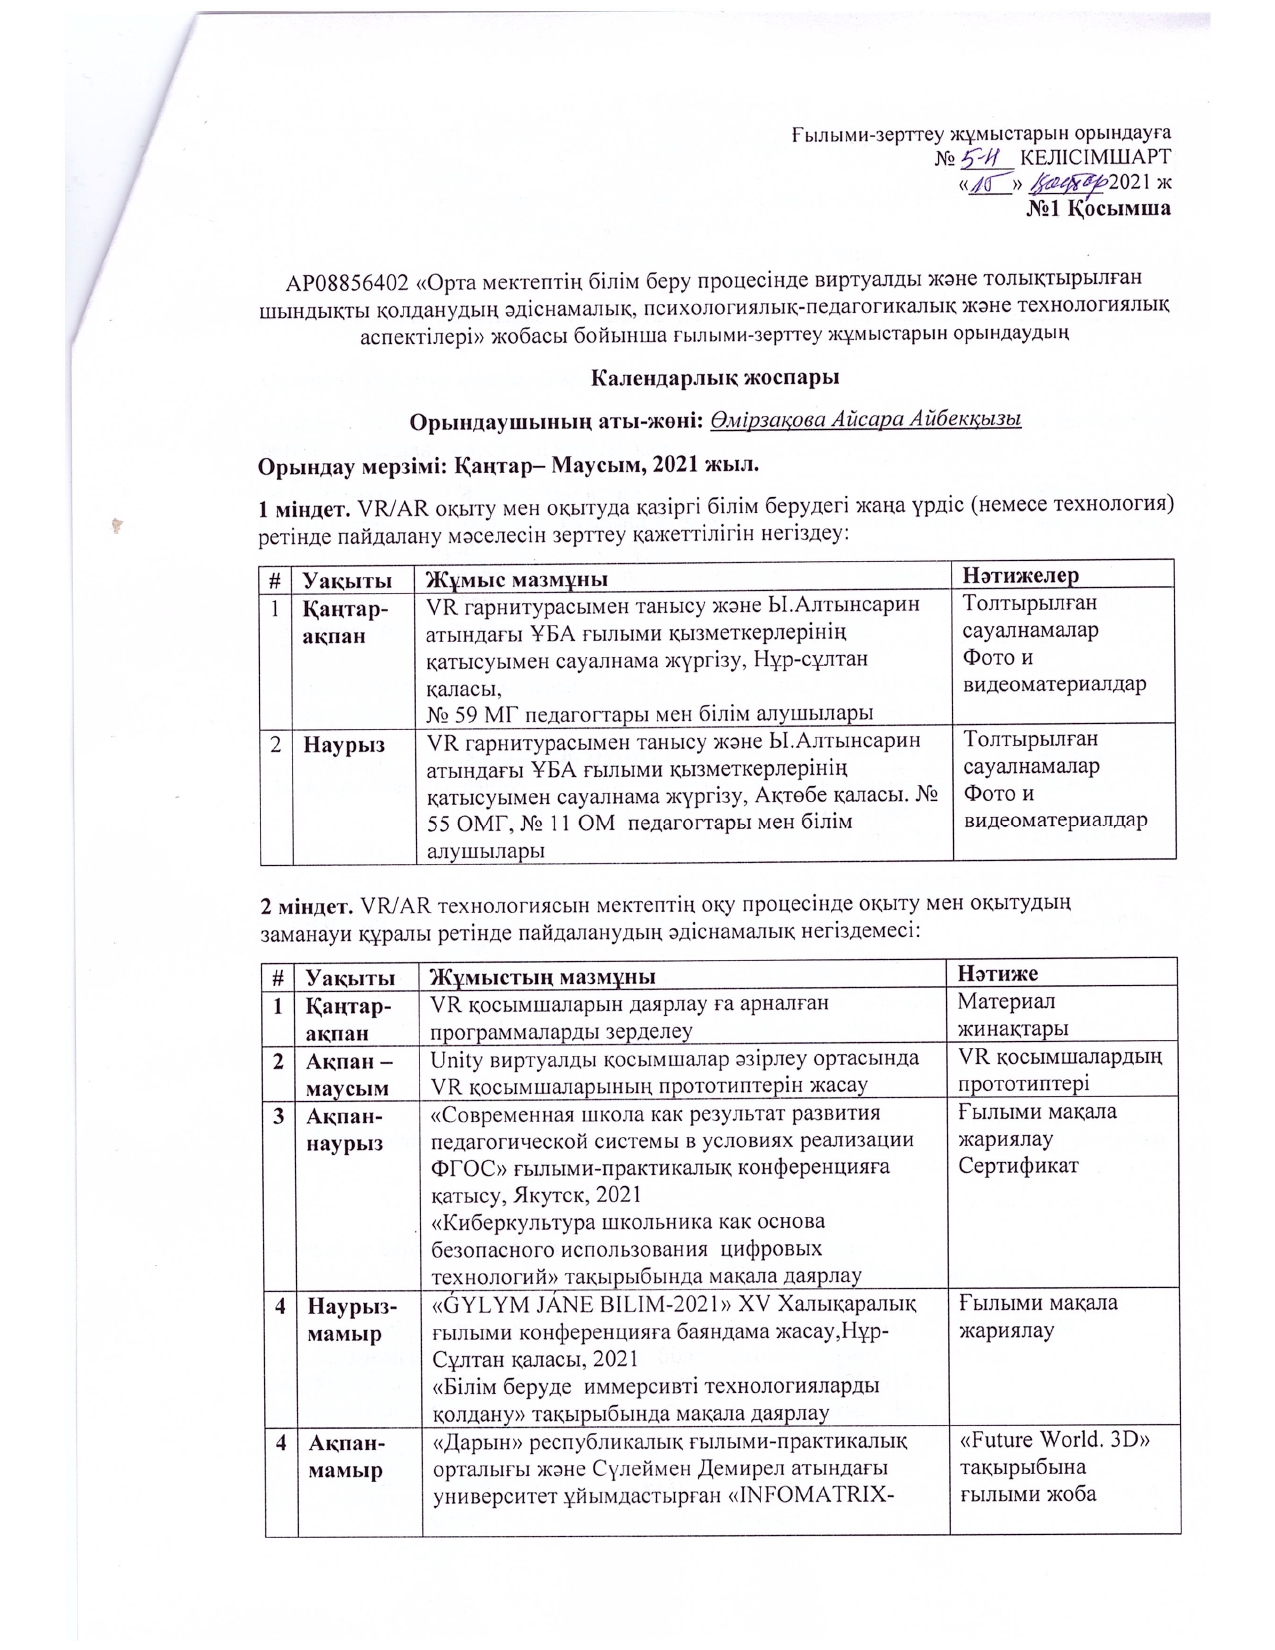 Ғылыми-зерттеу жұмыстарын орындауға
№ 5-Н КЕЛІСІМШАРТ
«15» Қаңтар 2021 ж
№1 Қосымша
АР08856402 «Орта мектептің білім беру процесінде виртуалды және толықтырылған
шындықты қолданудың әдіснамалық, психологиялық-педагогикалық және технологиялық
аспектілері» жобасы бойынша ғылыми-зерттеу жұмыстарын орындаудың
Календарлық жоспары
Орындаушының аты-жөні: Өмірзақова Айсара Айбекқызы
Орындау мерзімі: Қаңтар– Маусым, 2021 жыл.
1 міндет. VR/AR оқыту мен оқытуда қазіргі білім берудегі жаңа үрдіс (немесе технология)
ретінде пайдалану мәселесін зерттеу қажеттілігін негіздеу:
# Уақыты Жұмыс мазмұны Нәтижелер
1 Қаңтар- VR гарнитурасымен танысу және Ы.Алтынсарин Толтырылған
ақпан атындағы ҰБА ғылыми қызметкерлерінің сауалнамалар
қатысуымен сауалнама жүргізу, Нұр-сұлтан Фото и
қаласы, видеоматериалдар
№ 59 МГ педагогтары мен білім алушылары
2 Наурыз VR гарнитурасымен танысу және Ы.Алтынсарин Толтырылған
атындағы ҰБА ғылыми қызметкерлерінің сауалнамалар
қатысуымен сауалнама жүргізу, Ақтөбе қаласы. № Фото и
55 ОМГ, № 11 ОМ педагогтары мен білім видеоматериалдар
алушылары
2 міндет. VR/AR технологиясын мектептің оқу процесінде оқыту мен оқытудың
заманауи құралы ретінде пайдаланудың әдіснамалық негіздемесі:
# Уақыты Жұмыстың мазмұны Нәтиже
1 Қаңтар- VR қосымшаларын даярлау ға арналған Материал
ақпан программаларды зерделеу жинақтары
2 Ақпан – Unity виртуалды қосымшалар әзірлеу ортасында VR қосымшалардың
маусым VR қосымшаларының прототиптерін жасау прототиптері
3 Ақпан- «Современная школа как результат развития Ғылыми мақала
наурыз педагогической системы в условиях реализации жариялау
ФГОС» ғылыми-практикалық конференцияға Сертификат
қатысу, Якутск, 2021
«Киберкультура школьника как основа
безопасного использования цифровых
технологий» тақырыбында мақала даярлау
4 Наурыз- «ǴYLYM JÁNE BILIM-2021» XV Халықаралық Ғылыми мақала
мамыр ғылыми конференцияға баяндама жасау,Нұр- жариялау
Сұлтан қаласы, 2021
«Білім беруде иммерсивті технологияларды
қолдану» тақырыбында мақала даярлау
4 Ақпан- «Дарын» республикалық ғылыми-практикалық «Future World. 3D»
мамыр орталығы және Сүлеймен Демирел атындағы тақырыбына
университет ұйымдастырған «INFOMATRIX- ғылыми жоба